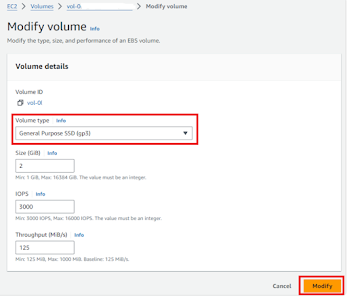 EC2 > Volumes > vol-0 > Modify volume
Modify volume Info
Modify the type, size, and performance of an EBS volume.
Volume details
Volume ID
vol-0
Volume type Info
General Purpose SSD (gp3)
Size (GiB) Info
2
Min: 1 GiB, Max: 16384 GiB. The value must be an integer.
IOPS Info
3000
Min: 3000 IOPS, Max: 16000 IOPS. The value must be an integer.
Throughput (MiB/s) Info
125
Min: 125 MiB, Max: 1000 MiB. Baseline: 125 MiB/s.
Cancel Modify